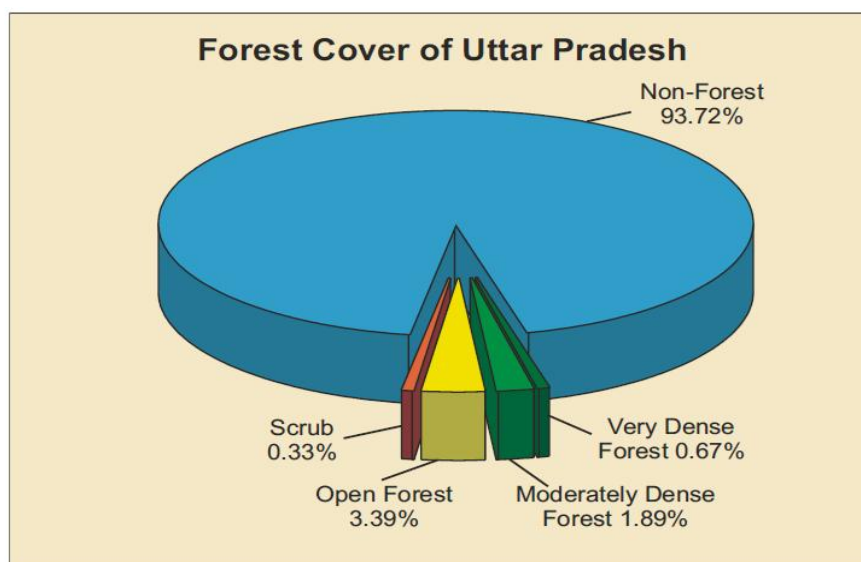 Forest Cover of Uttar Pradesh
Non-Forest
93.72%
Scrub
0.33%
Very Dense
Forest 0.67%
Open Forest
3.39%
Moderately Dense
Forest 1.89%